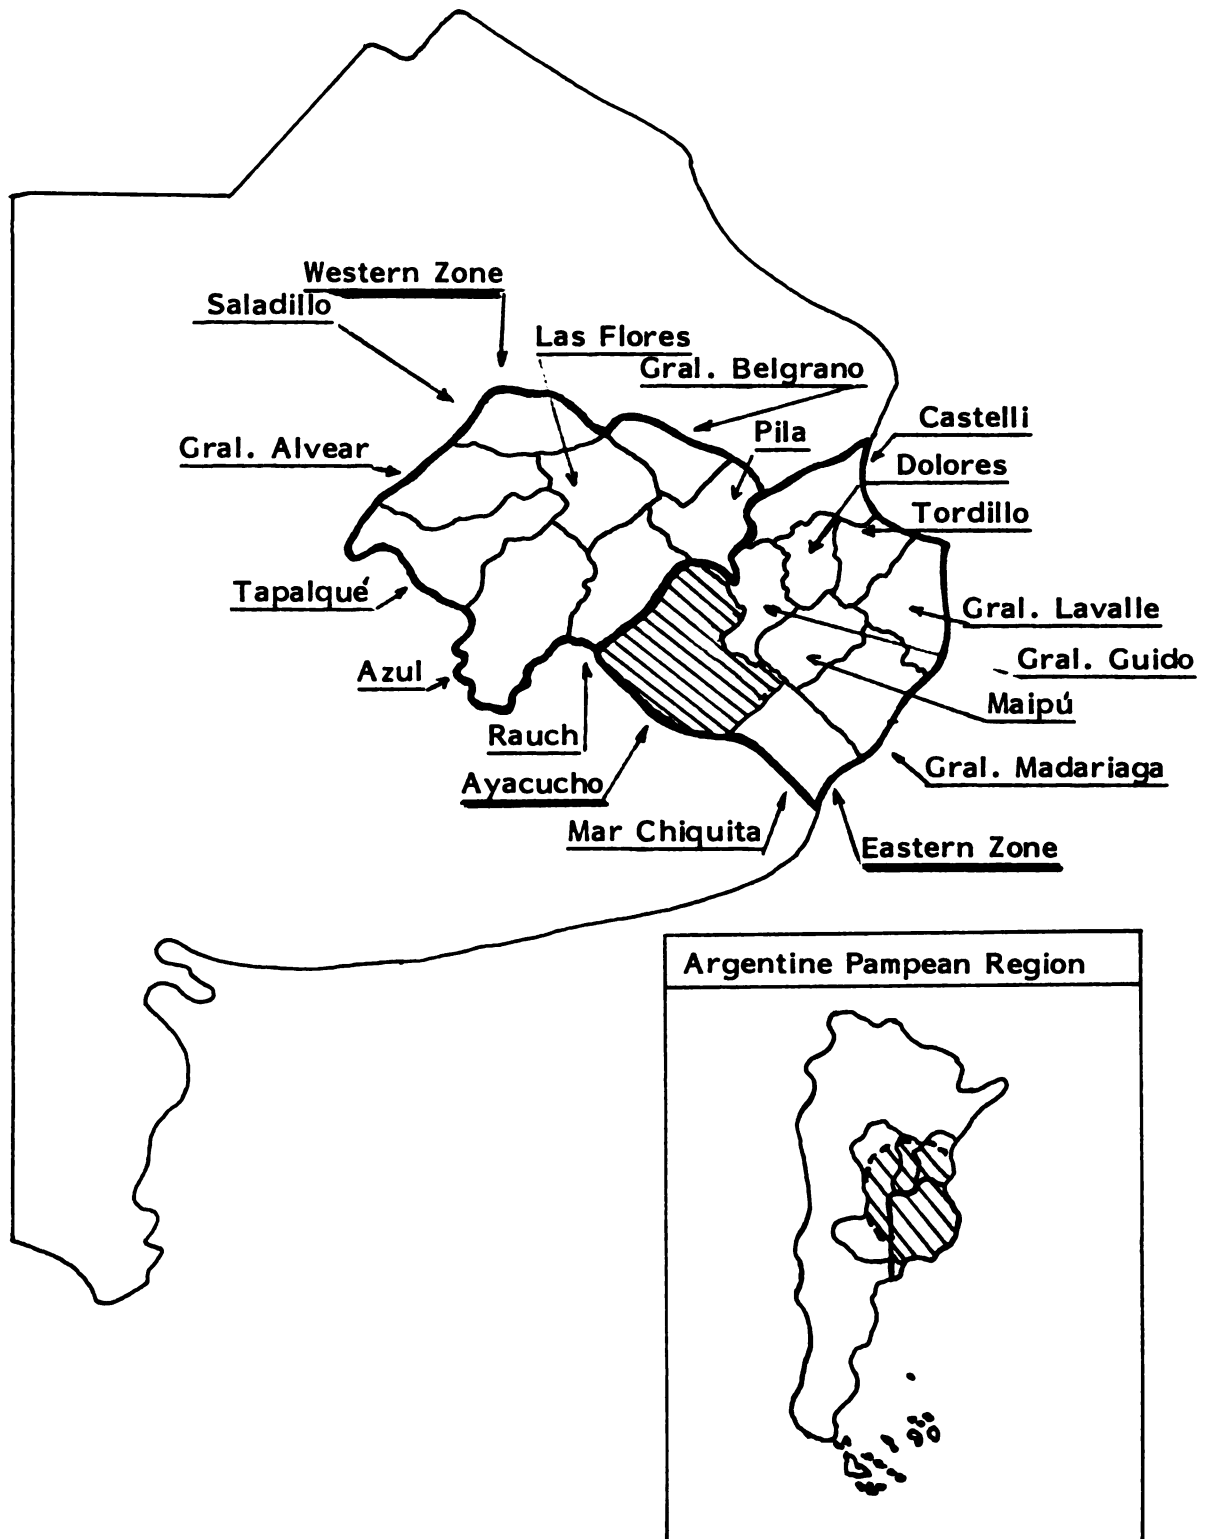 Western Zone
Saladillo
Las Flores
Gral. Belgrano
Castelli
Pila
Gral. Alvear
Dolores
Tordillo
Tapalqué
Gral. Lavalle
Gral. Guido
Azul
Maipú
Rauch
Gral. Madariaga
Ayacucho
Mar Chiquita
Eastern Zone
Argentine Pampean Region